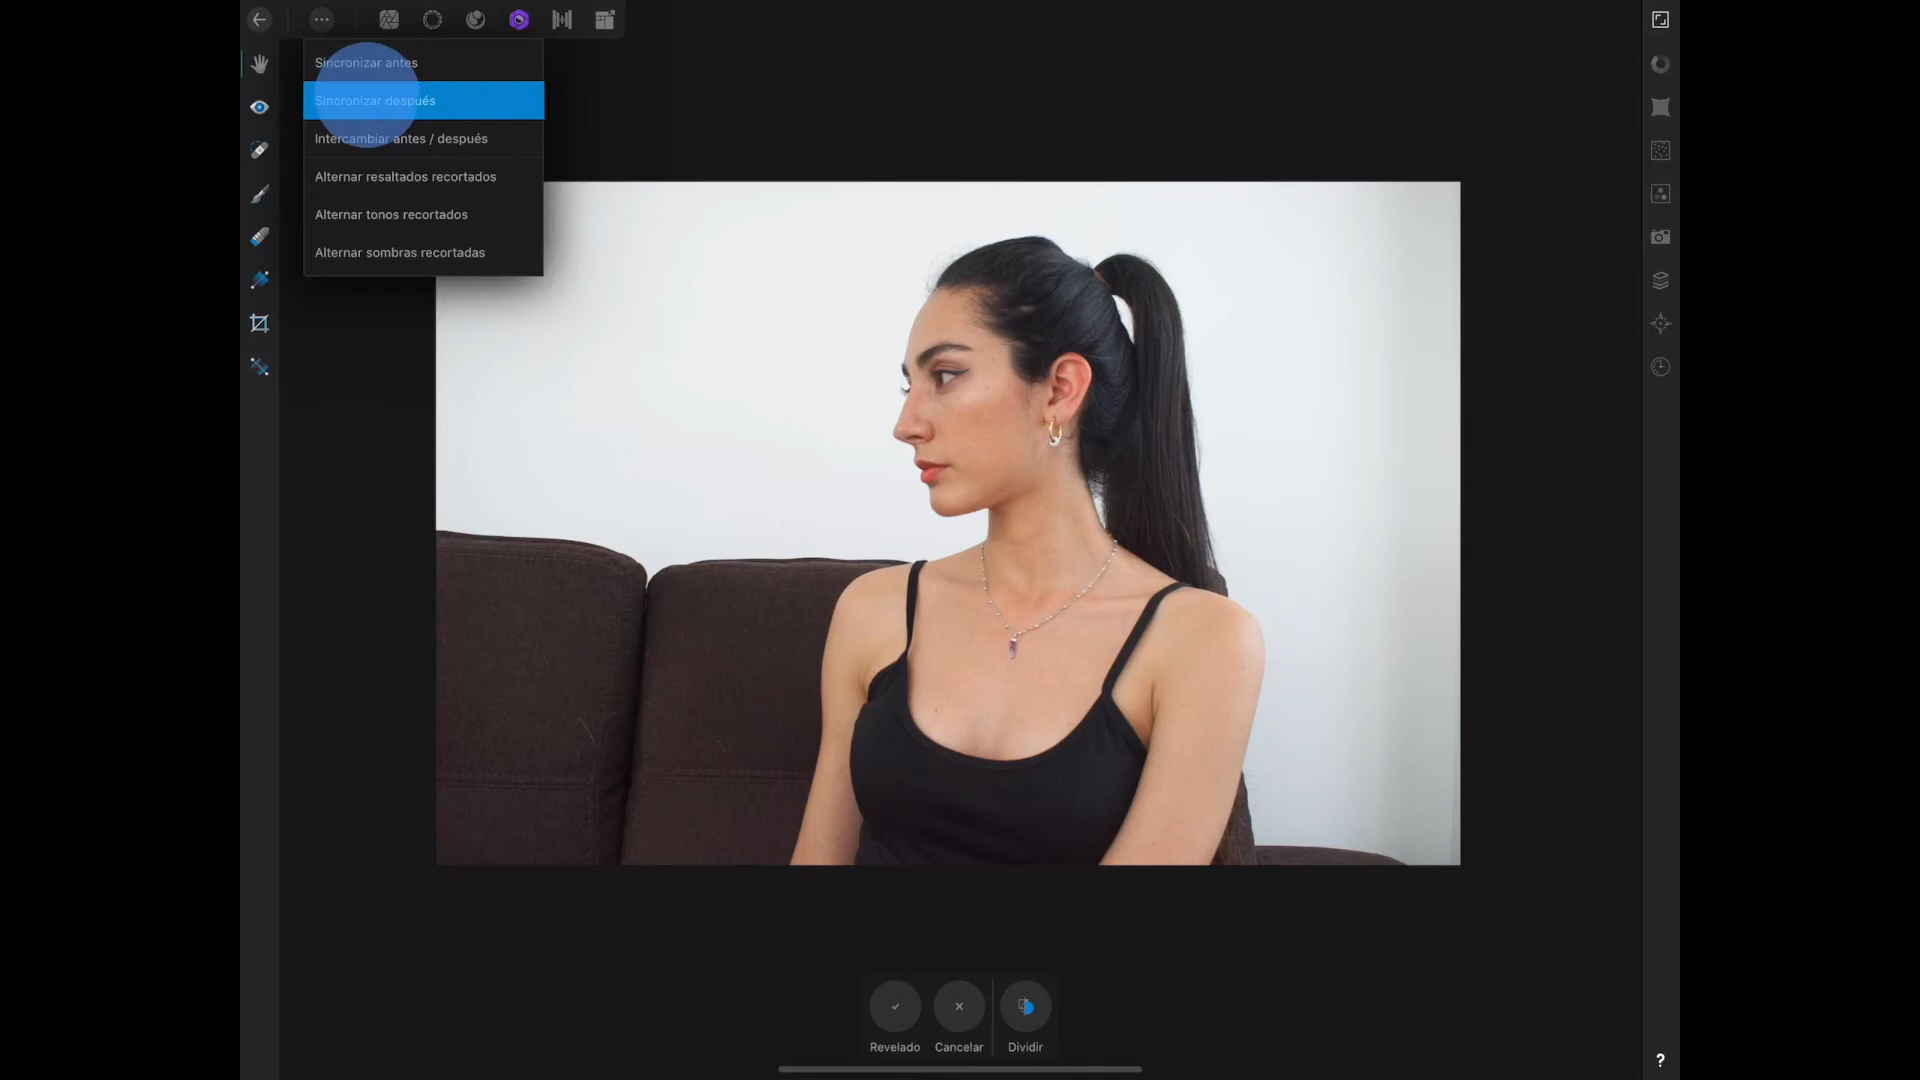 Sincronizar antes
Sincronizar después
Intercambiar antes / después
Alternar resaltados recortados
Alternar tonos recortados
Alternar sombras recortadas
Revelado
Cancelar
Dividir
?